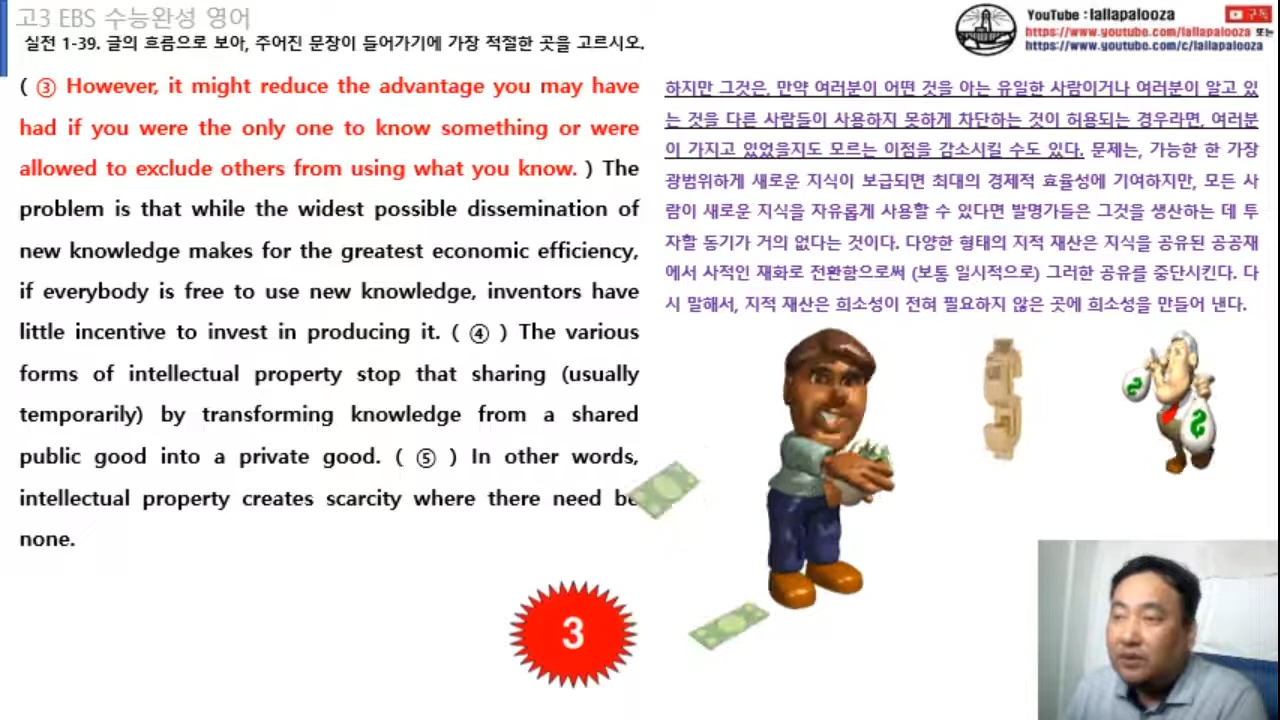 고3 EBS 수능완성 영어
실전 1-39. 글의 흐름으로 보아, 주어진 문장이 들어가기에 가장 적절한 곳을 고르시오.
YouTube : lallapalooza
구독
https://www.youtube.com/lallapalooza 또는
https://www.youtube.com/c/lallapalooza
( ③ However, it might reduce the advantage you may have
had if you were the only one to know something or were
allowed to exclude others from using what you know. ) The
problem is that while the widest possible dissemination of
new knowledge makes for the greatest economic efficiency,
if everybody is free to use new knowledge, inventors have
little incentive to invest in producing it. ( ④ ) The various
forms of intellectual property stop that sharing (usually
temporarily) by transforming knowledge from a shared
public good into a private good. ( ⑤ ) In other words,
intellectual property creates scarcity where there need be
none.
하지만 그것은, 만약 여러분이 어떤 것을 아는 유일한 사람이거나 여러분이 알고 있
는 것을 다른 사람들이 사용하지 못하게 차단하는 것이 허용되는 경우라면, 여러분
이 가지고 있었을지도 모르는 이점을 감소시킬 수도 있다. 문제는, 가능한 한 가장
광범위하게 새로운 지식이 보급되면 최대의 경제적 효율성에 기여하지만, 모든 사
람이 새로운 지식을 자유롭게 사용할 수 있다면 발명가들은 그것을 생산하는 데 투
자할 동기가 거의 없다는 것이다. 다양한 형태의 지적 재산은 지식을 공유된 공공재
에서 사적인 재화로 전환함으로써 (보통 일시적으로) 그러한 공유를 중단시킨다. 다
시 말해서, 지적 재산은 희소성이 전혀 필요하지 않은 곳에 희소성을 만들어 낸다.
3